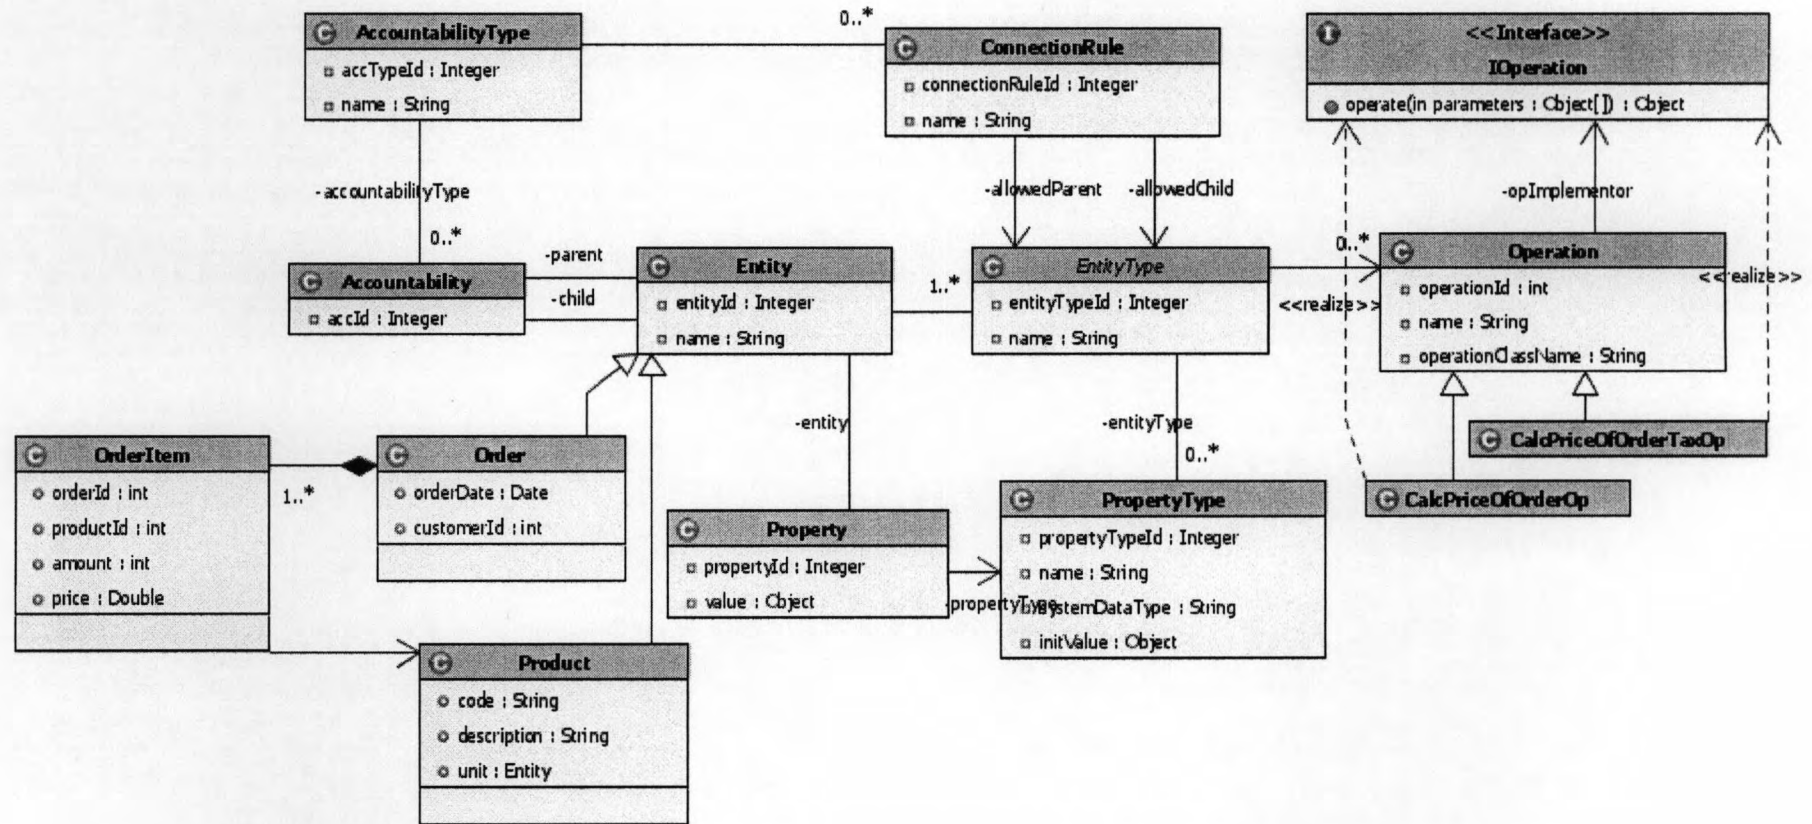 AccountabilityType
accTypeId : Integer
name : String
0..*
ConnectionRule
connectionRuleId : Integer
name : String
<<Interface>>
IOperation
operate(in parameters : Object[]) : Object
-accountabilityType
0..*
-allowedParent
-allowedChild
-opImplementor
Accountability
accId : Integer
-parent
-child
Entity
entityId : Integer
name : String
1..*
EntityType
entityTypeId : Integer
name : String
0..*
<<realize>>
Operation
operationId : int
name : String
operationClassName : String
<<realize>>
OrderItem
orderId : int
productId : int
amount : int
price : Double
1..*
Order
orderDate : Date
customerId : int
-entity
-entityType
0..*
CalcPriceOfOrderTaxOp
CalcPriceOfOrderOp
Property
propertyId : Integer
value : Object
-propertyType
PropertyType
propertyTypeId : Integer
name : String
systemDataType : String
initValue : Object
Product
code : String
description : String
unit : Entity